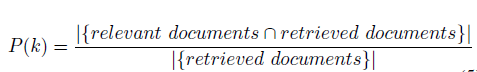 P(k) = |{relevant documents ∩ retrieved documents}| / |{retrieved documents}|